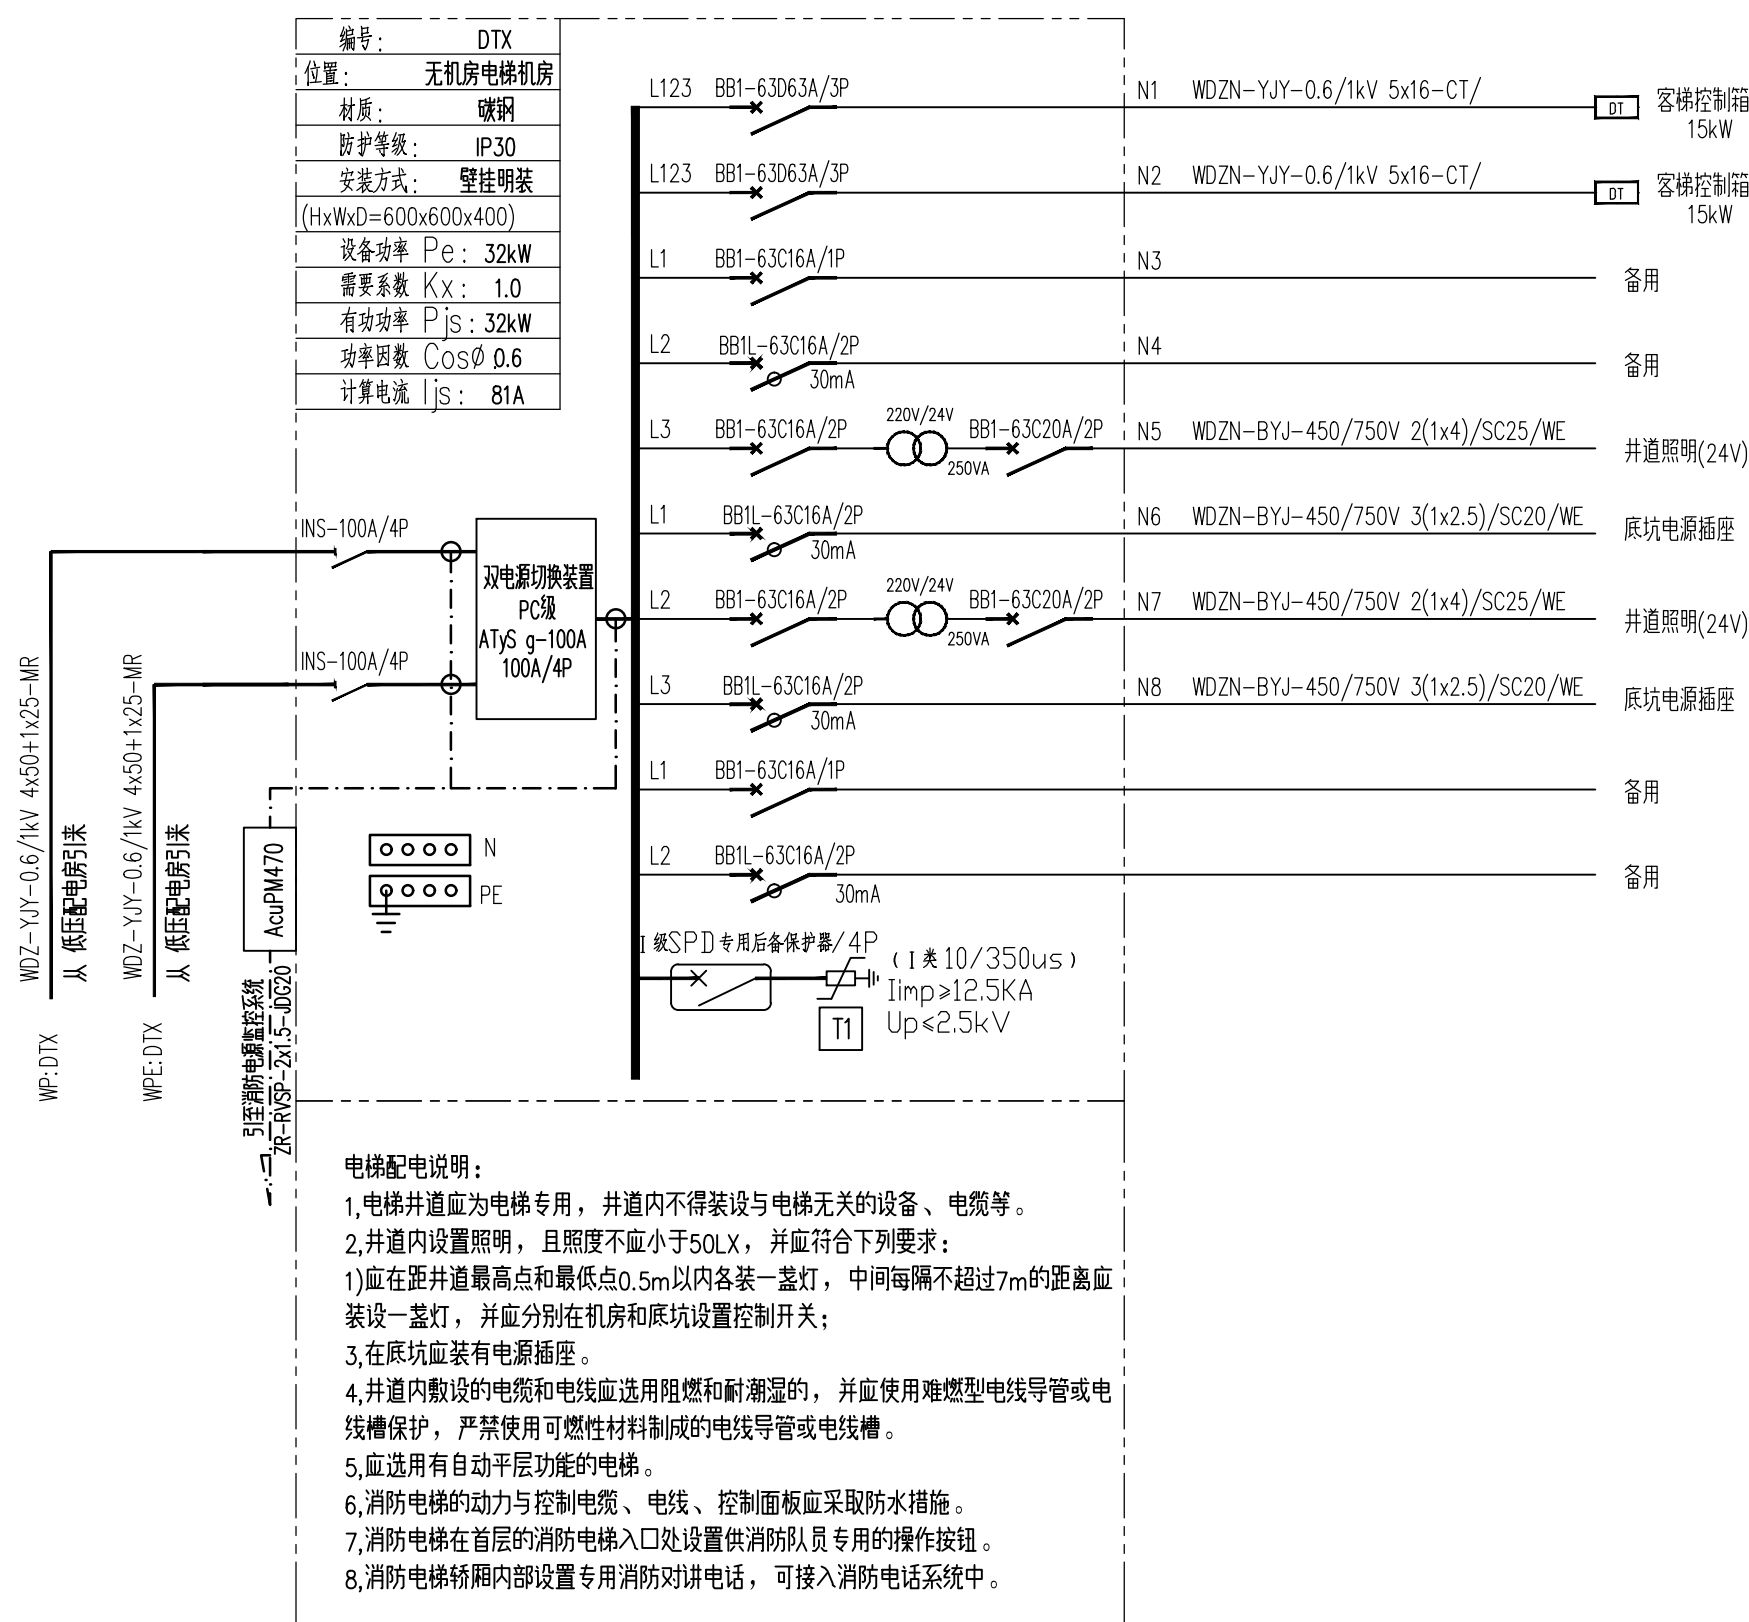 编号: DTX
位置: 无机房电梯机房
材质: 碳钢
防护等级: IP30
安装方式: 壁挂明装
(HxWxD=600x600x400)
设备功率 Pe: 32kW
需要系数 Kx: 1.0
有功功率 Pjs: 32kW
功率因数 CosØ 0.6
计算电流 Ijs: 81A
L123 BB1-63D63A/3P N1 WDZN-YJY-0.6/1kV 5x16-CT/ DT 客梯控制箱
15kW
L123 BB1-63D63A/3P N2 WDZN-YJY-0.6/1kV 5x16-CT/ DT 客梯控制箱
15kW
L1 BB1-63C16A/1P N3 备用
L2 BB1L-63C16A/2P 30mA N4 备用
L3 BB1-63C16A/2P 220V/24V 250VA BB1-63C20A/2P N5 WDZN-BYJ-450/750V 2(1x4)/SC25/WE 井道照明(24V)
L1 BB1L-63C16A/2P 30mA N6 WDZN-BYJ-450/750V 3(1x2.5)/SC20/WE 底坑电源插座
L2 BB1-63C16A/2P 220V/24V 250VA BB1-63C20A/2P N7 WDZN-BYJ-450/750V 2(1x4)/SC25/WE 井道照明(24V)
L3 BB1L-63C16A/2P 30mA N8 WDZN-BYJ-450/750V 3(1x2.5)/SC20/WE 底坑电源插座
L1 BB1-63C16A/1P 备用
L2 BB1L-63C16A/2P 30mA 备用
I级SPD专用后备保护器/4P
(I类10/350us)
Iimp≥12.5KA
Up≤2.5kV
T1
INS-100A/4P
INS-100A/4P
双电源切换装置
PC级
ATyS g-100A
100A/4P
WDZ-YJY-0.6/1kV 4x50+1x25-MR
从 低压配电房引来
WP:DTX
WDZ-YJY-0.6/1kV 4x50+1x25-MR
从 低压配电房引来
WPE:DTX
AcuPM470
引至消防电源监控系统
ZR-RVSP-2x1.5-JDG20
N
PE
电梯配电说明:
1,电梯井道应为电梯专用，井道内不得装设与电梯无关的设备、电缆等。
2,井道内设置照明，且照度不应小于50LX，并应符合下列要求:
1)应在距井道最高点和最低点0.5m以内各装一盏灯，中间每隔不超过7m的距离应
装设一盏灯，并应分别在机房和底坑设置控制开关;
3,在底坑应装有电源插座。
4,井道内敷设的电缆和电线应选用阻燃和耐潮湿的，并应使用难燃型电线导管或电
线槽保护，严禁使用可燃性材料制成的电线导管或电线槽。
5,应选用有自动平层功能的电梯。
6,消防电梯的动力与控制电缆、电线、控制面板应采取防水措施。
7,消防电梯在首层的消防电梯入口处设置供消防队员专用的操作按钮。
8,消防电梯轿厢内部设置专用消防对讲电话，可接入消防电话系统中。